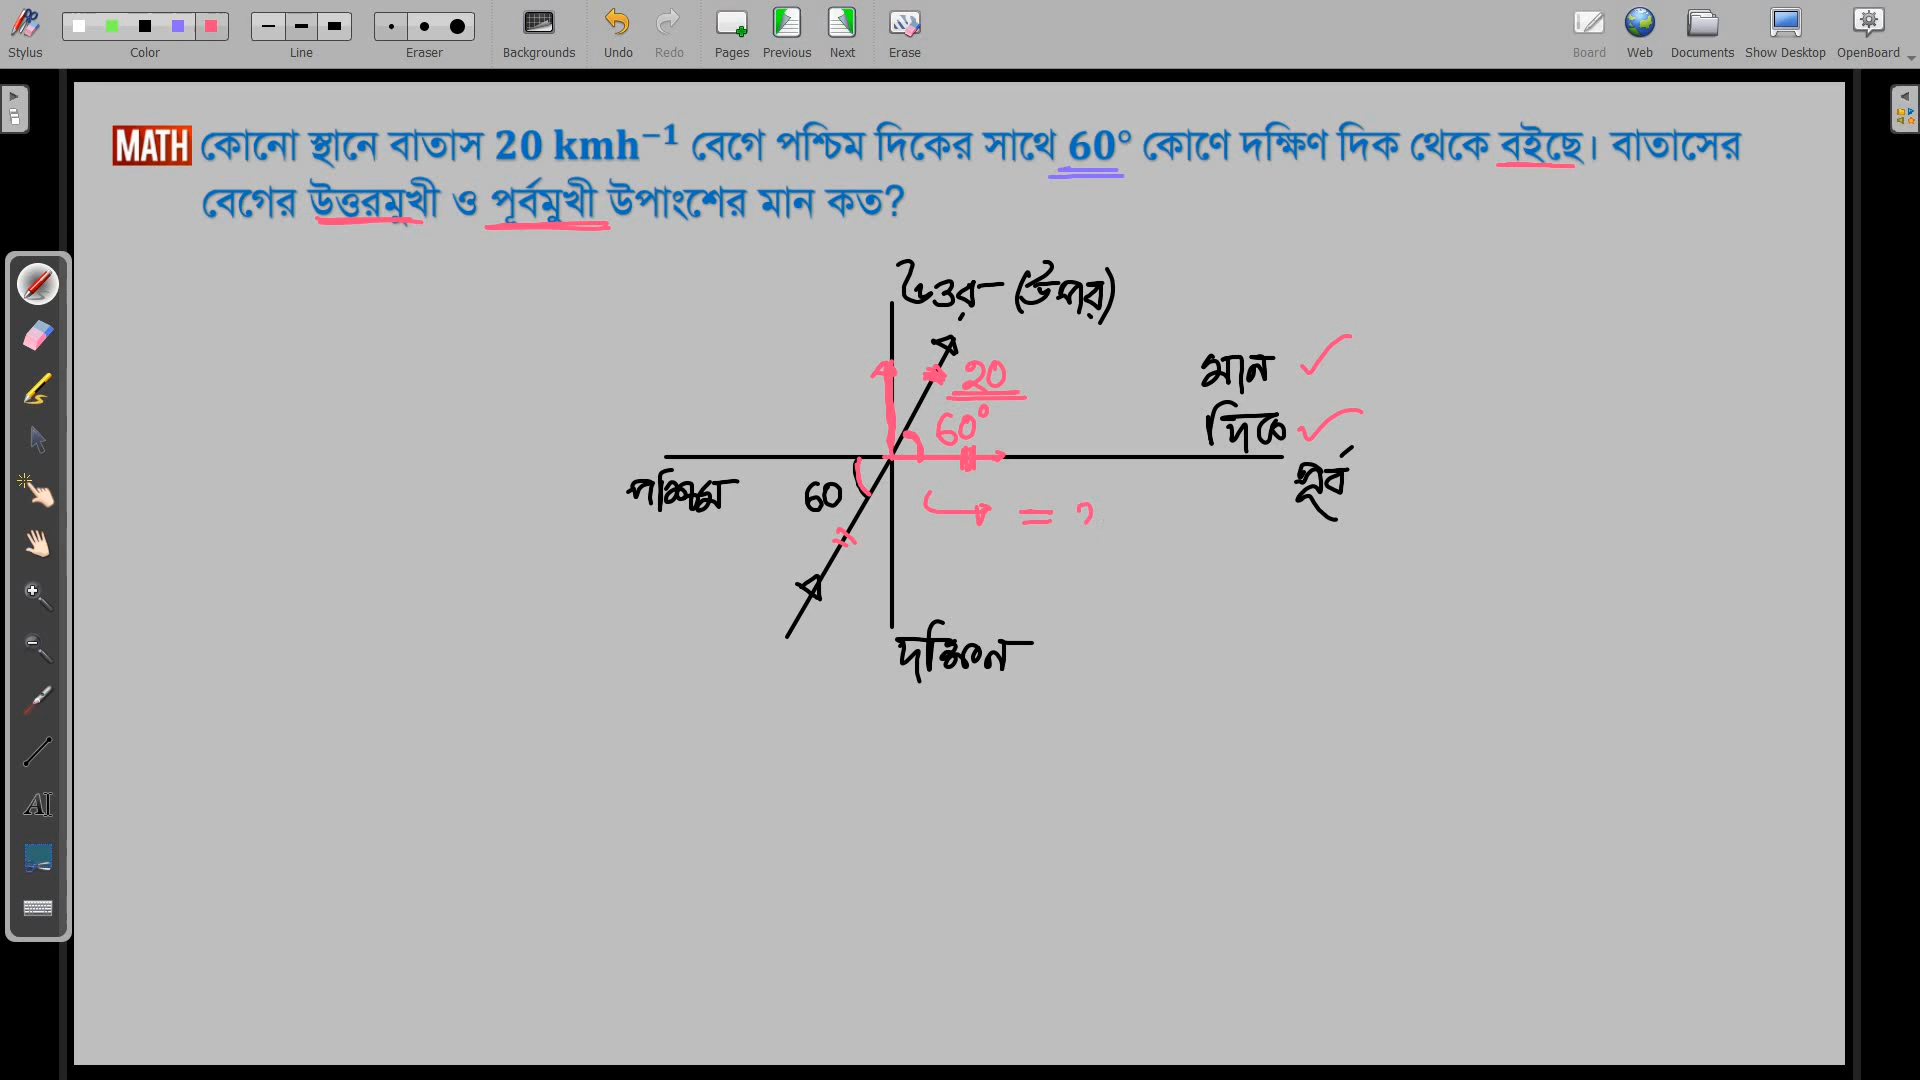 Stylus Color Line Eraser Backgrounds Undo Redo Pages Previous Next Erase Board Web Documents Show Desktop OpenBoard
MATH কোনো স্থানে বাতাস 20 kmh⁻¹ বেগে পশ্চিম দিকের সাথে 60° কোণে দক্ষিণ দিক থেকে বইছে। বাতাসের
বেগের উত্তরমুখী ও পূর্বমুখী উপাংশের মান কত?
উত্তর (উপর)
20
মান
60°
দিক
পশ্চিম
60
পূর্ব
= ?
দক্ষিণ
AI